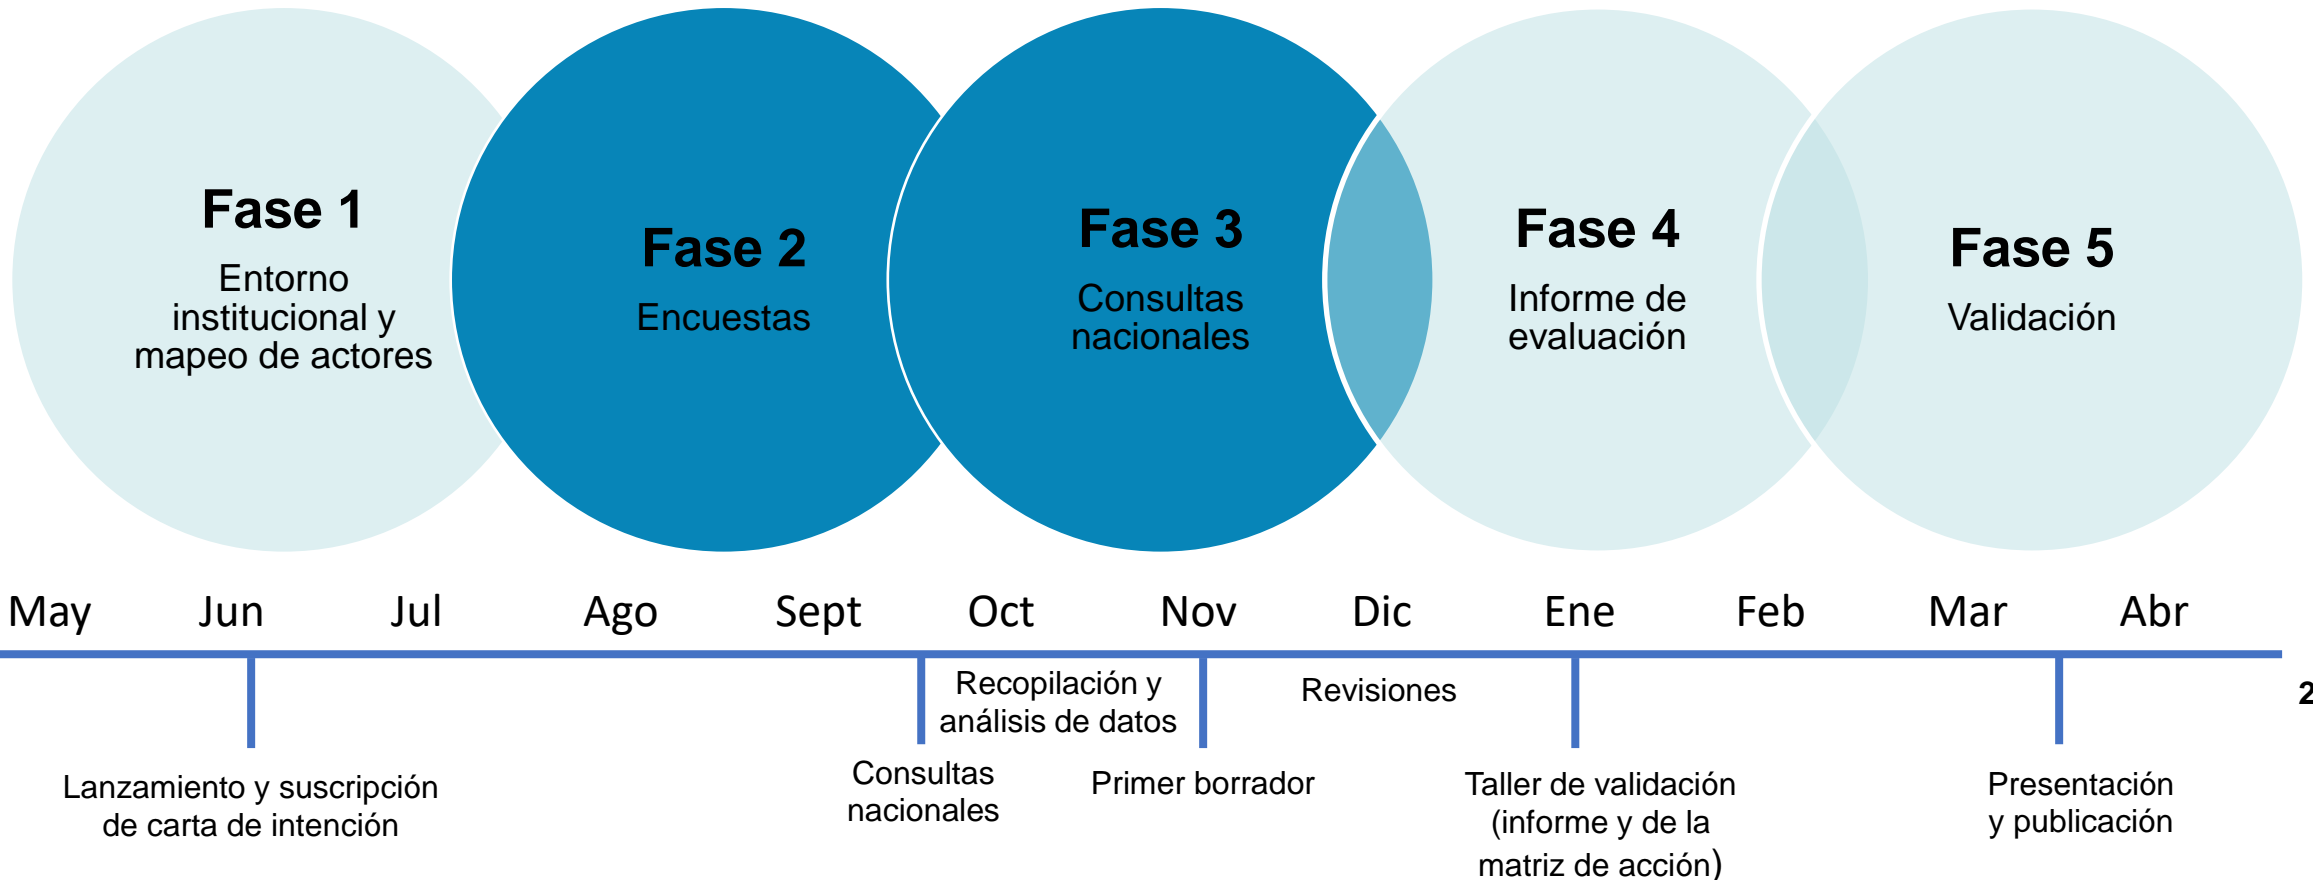 Fase 1
Entorno
institucional y
mapeo de actores
Fase 2
Encuestas
Fase 3
Consultas
nacionales
Fase 4
Informe de
evaluación
Fase 5
Validación
May Jun Jul Ago Sept Oct Nov Dic Ene Feb Mar Abr
Lanzamiento y suscripción
de carta de intención
Consultas
nacionales
Recopilación y
análisis de datos
Primer borrador
Revisiones
Taller de validación
(informe y de la
matriz de acción)
Presentación
y publicación
2